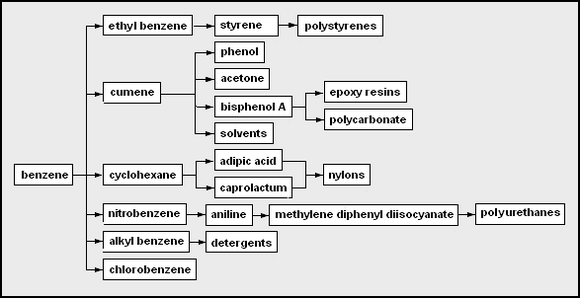 ethyl benzene
styrene
polystyrenes
phenol
acetone
cumene
epoxy resins
bisphenol A
polycarbonate
solvents
adipic acid
benzene
cyclohexane
nylons
caprolactum
nitrobenzene
aniline
methylene diphenyl diisocyanate
polyurethanes
alkyl benzene
detergents
chlorobenzene